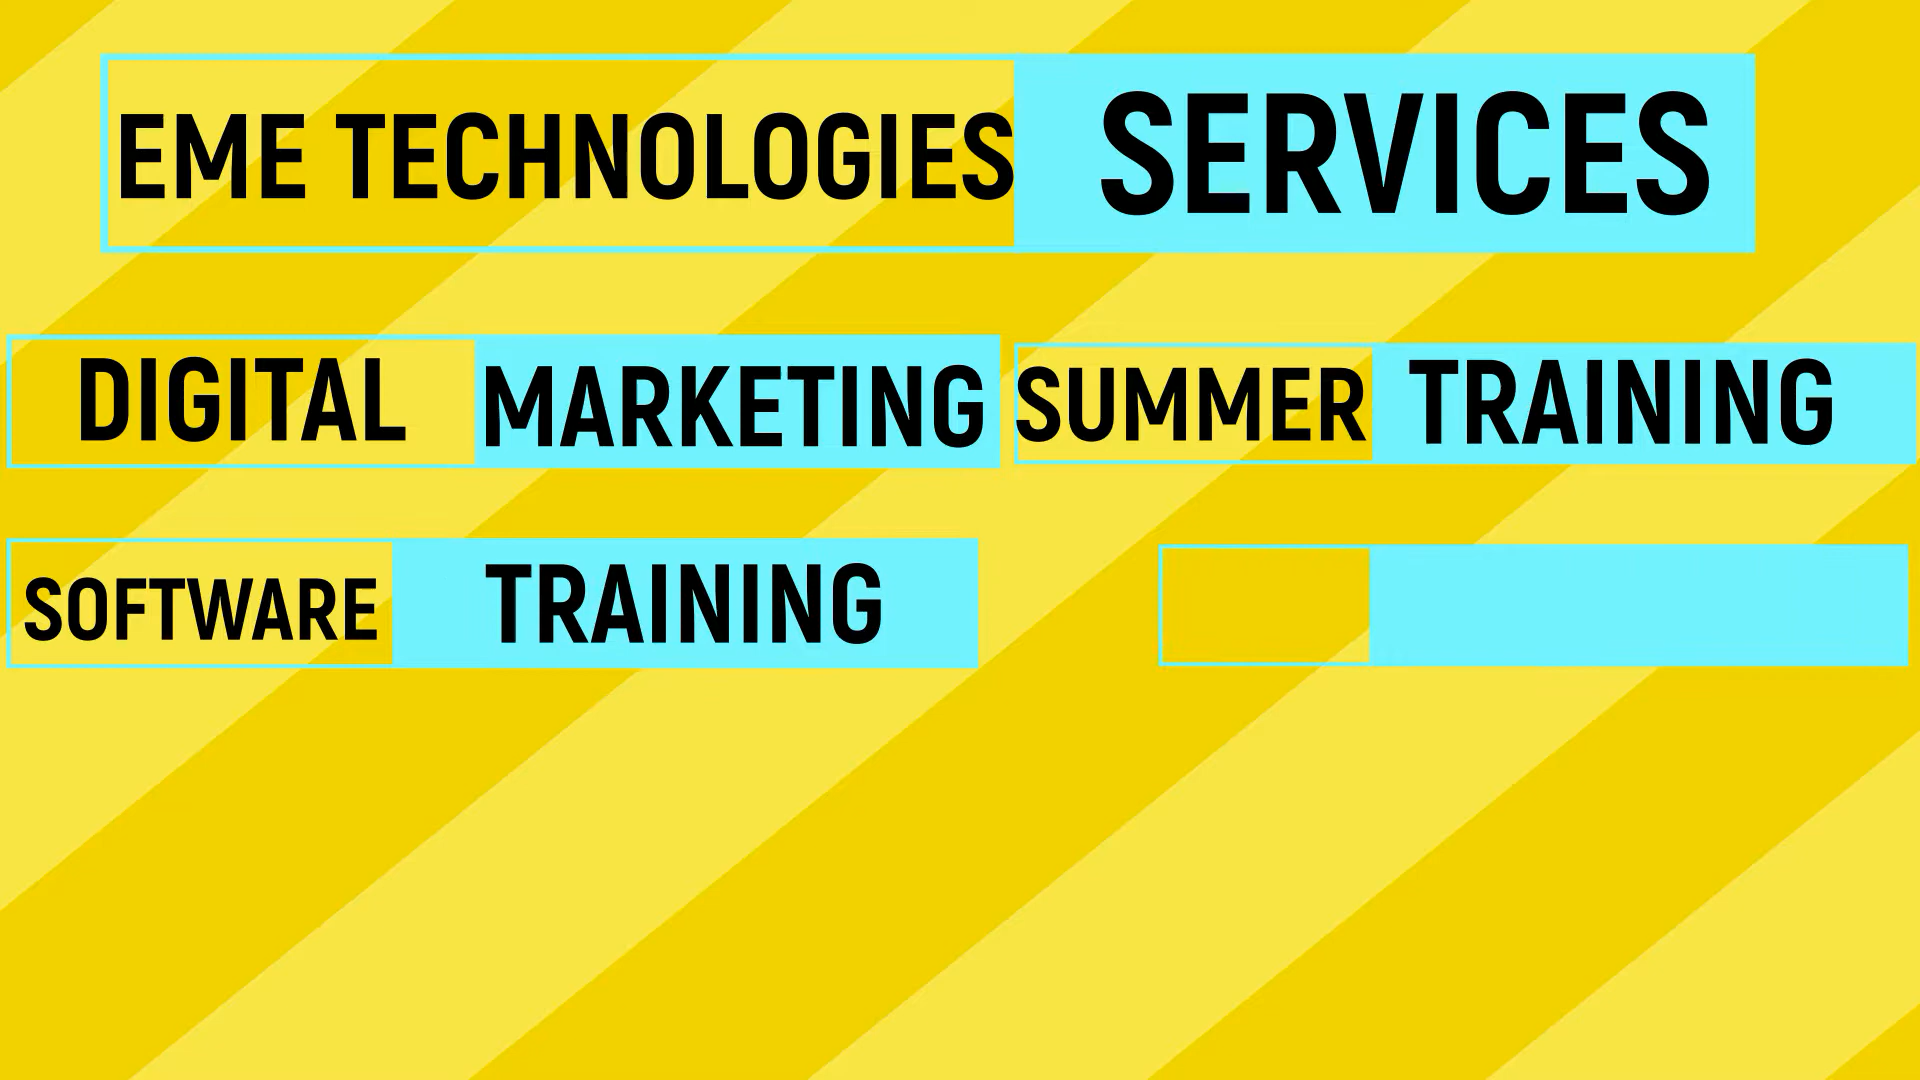 EME TECHNOLOGIES SERVICES
DIGITAL MARKETING
SUMMER TRAINING
SOFTWARE TRAINING